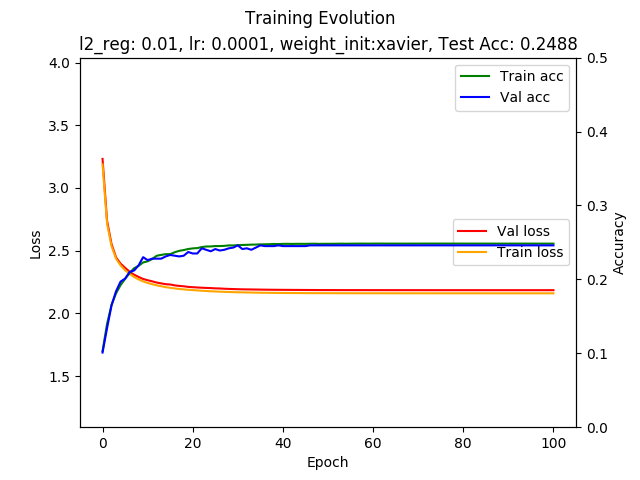 Training Evolution
l2_reg: 0.01, lr: 0.0001, weight_init:xavier, Test Acc: 0.2488
4.0
3.5
3.0
2.5
2.0
1.5
Loss
0.5
0.4
0.3
0.2
0.1
0.0
Accuracy
Train acc
Val acc
Val loss
Train loss
0 20 40 60 80 100
Epoch